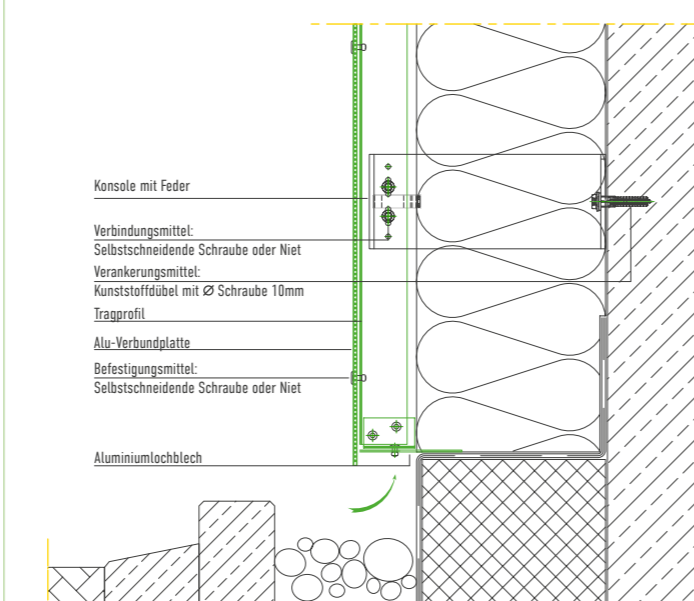 Konsole mit Feder
Verbindungsmittel:
Selbstschneidende Schraube oder Niet
Verankerungsmittel:
Kunststoffdübel mit Ø Schraube 10mm
Tragprofil
Alu-Verbundplatte
Befestigungsmittel:
Selbstschneidende Schraube oder Niet
Aluminiumlochblech